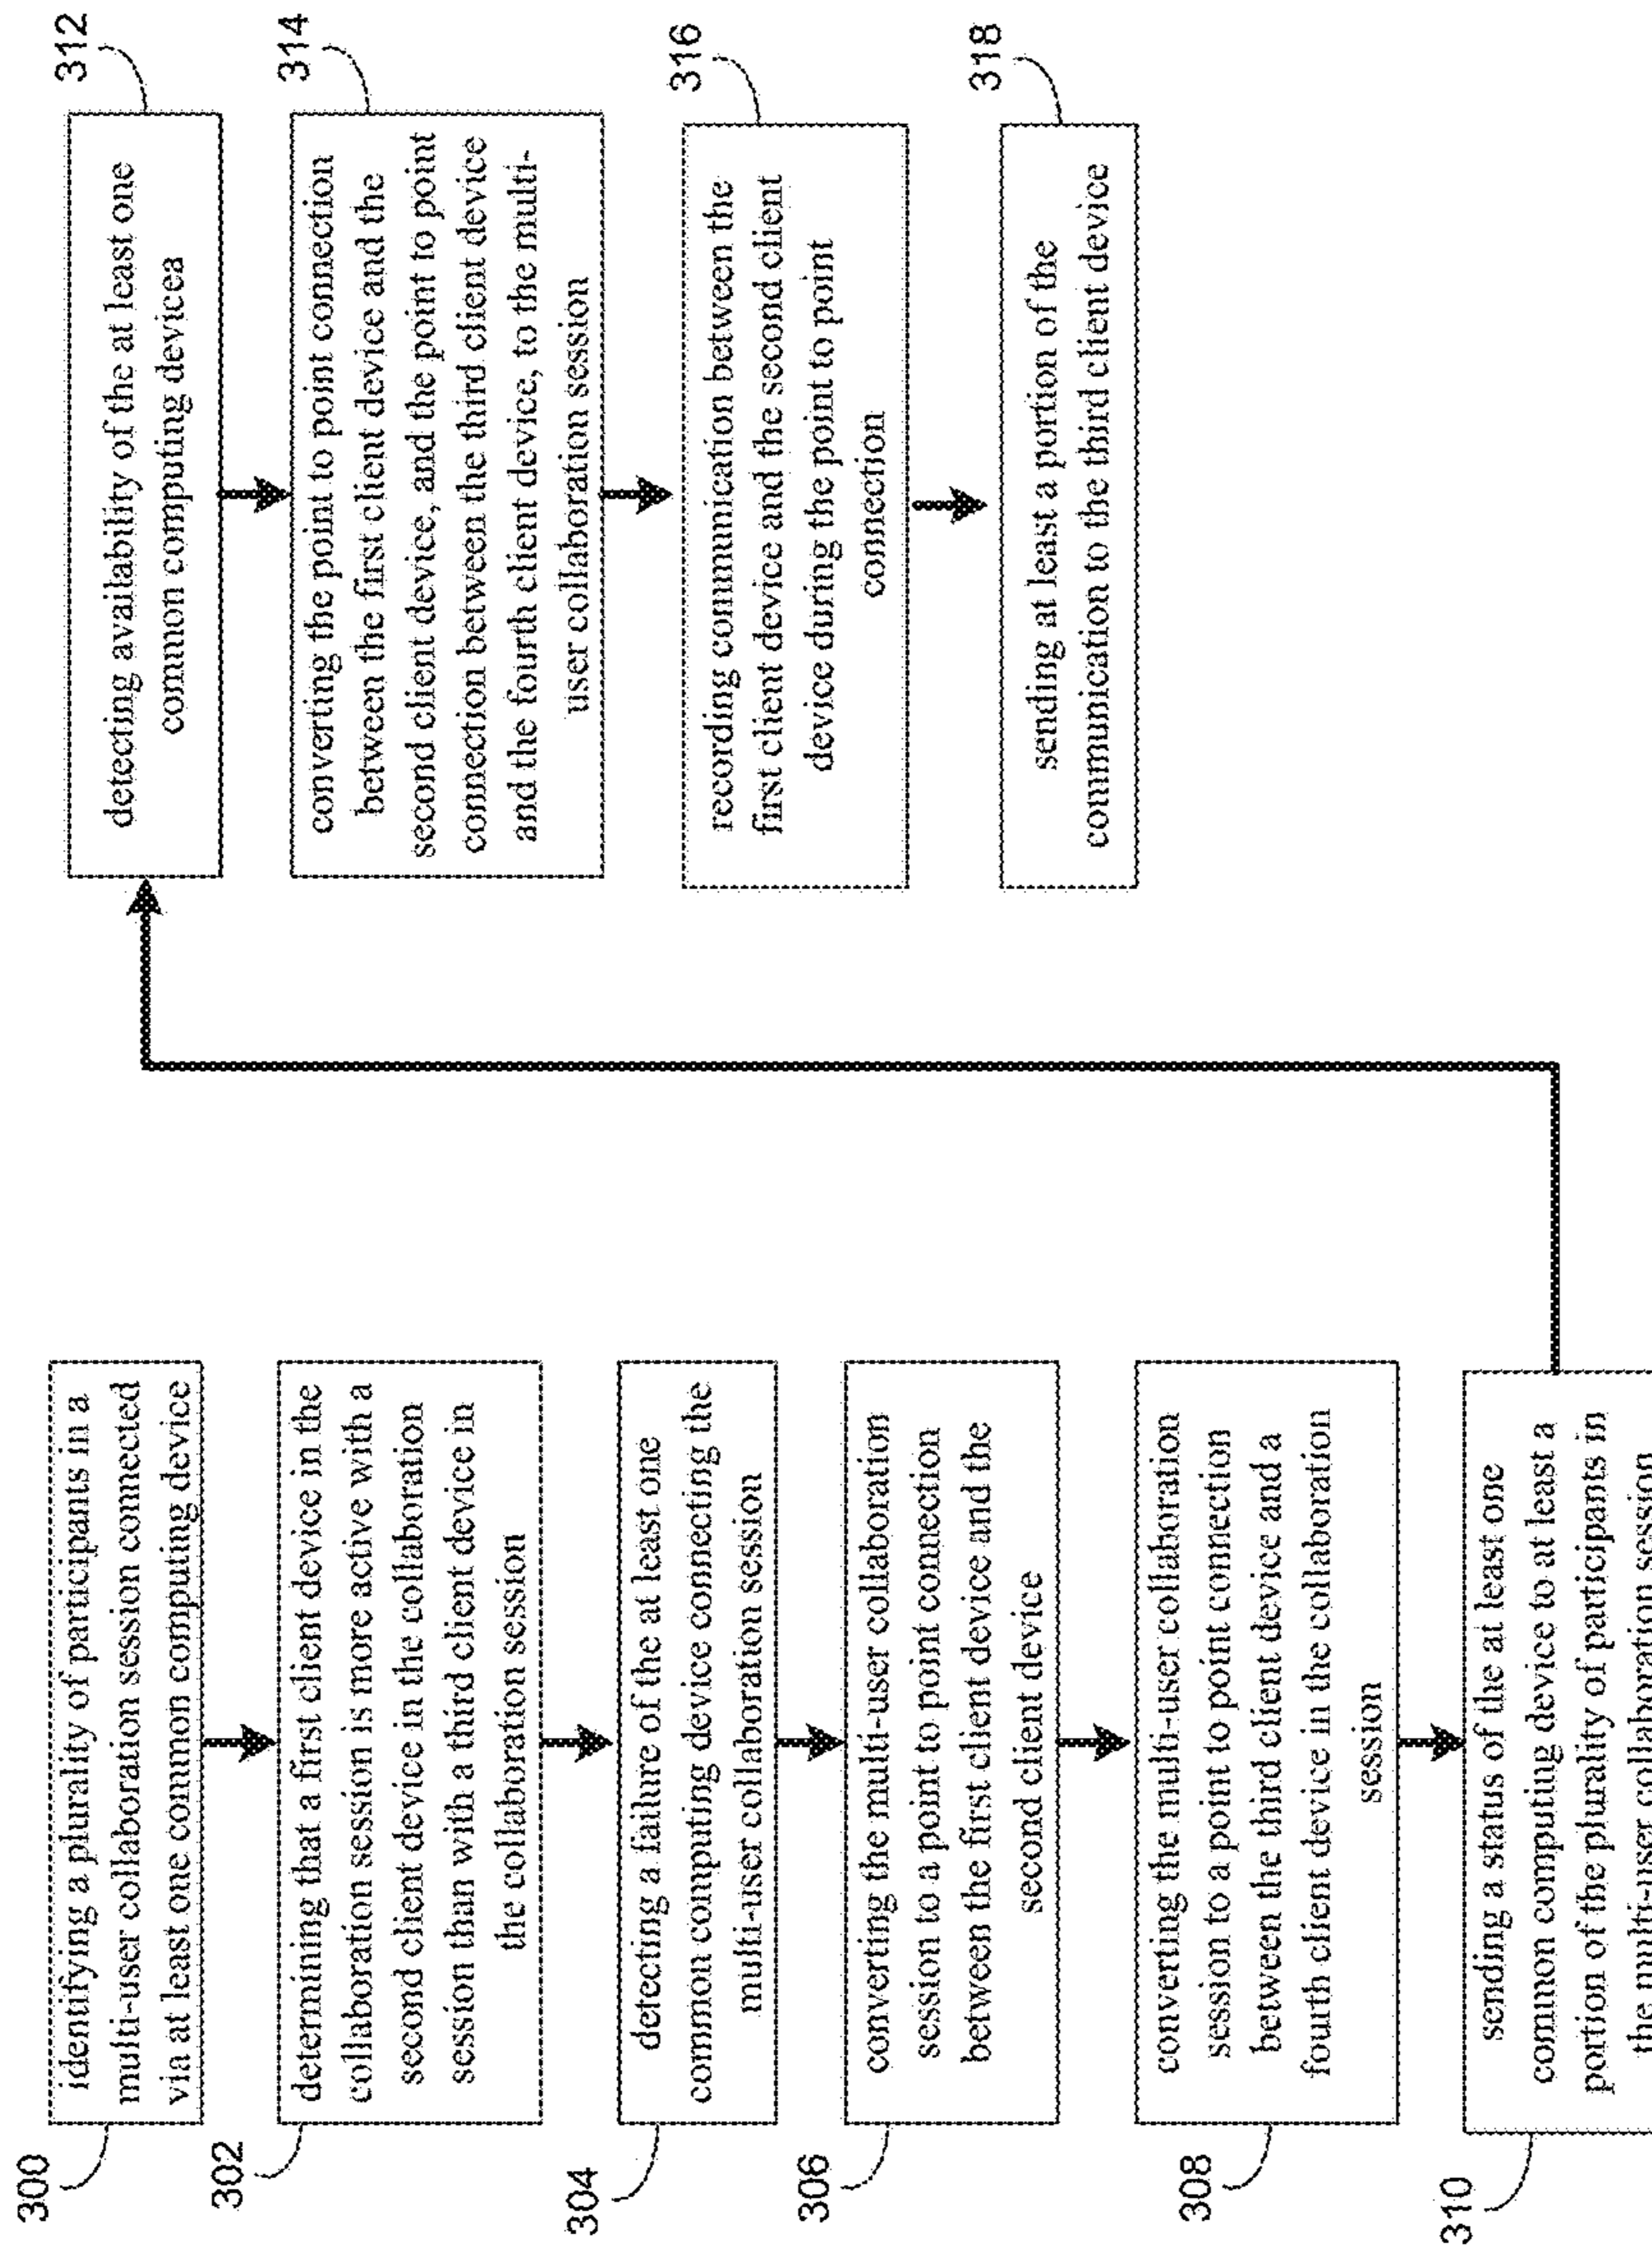 300
identifying a plurality of participants in a
multi-user collaboration session connected
via at least one common computing device
302
determining that a first client device in the
collaboration session is more active with a
second client device in the collaboration
session than with a third client device in
the collaboration session
304
detecting a failure of the at least one
common computing device connecting the
multi-user collaboration session
306
converting the multi-user collaboration
session to a point to point connection
between the first client device and the
second client device
308
converting the multi-user collaboration
session to a point to point connection
between the third client device and a
fourth client device in the collaboration
session
310
sending a status of the at least one
common computing device to at least a
portion of the plurality of participants in
the multi-user collaboration session
312
detecting availability of the at least one
common computing devicea
314
converting the point to point connection
between the first client device and the
second client device, and the point to point
connection between the third client device
and the fourth client device, to the multi-
user collaboration session
316
recording communication between the
first client device and the second client
device during the point to point
connection
318
sending at least a portion of the
communication to the third client device